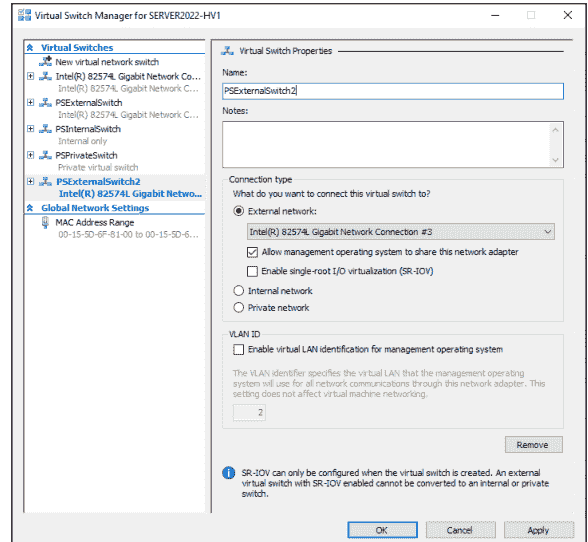 Virtual Switch Manager for SERVER2022-HV1
Virtual Switches
New virtual network switch
Intel(R) 82574L Gigabit Network Co...
Intel(R) 82574L Gigabit Network C...
PSExternalSwitch
Intel(R) 82574L Gigabit Network C...
PSInternalSwitch
Internal only
PSPrivateSwitch
Private virtual switch
PSExternalSwitch2
Intel(R) 82574L Gigabit Netwo...
Global Network Settings
MAC Address Range
00-15-5D-6F-81-00 to 00-15-5D-6...
Virtual Switch Properties
Name:
PSExternalSwitch2
Notes:
Connection type
What do you want to connect this virtual switch to?
External network:
Intel(R) 82574L Gigabit Network Connection #3
Allow management operating system to share this network adapter
Enable single-root I/O virtualization (SR-IOV)
Internal network
Private network
VLAN ID
Enable virtual LAN identification for management operating system
The VLAN identifier specifies the virtual LAN that the management operating
system will use for all network communications through this network adapter. This
setting does not affect virtual machine networking.
2
Remove
SR-IOV can only be configured when the virtual switch is created. An external
virtual switch with SR-IOV enabled cannot be converted to an internal or private
switch.
OK
Cancel
Apply